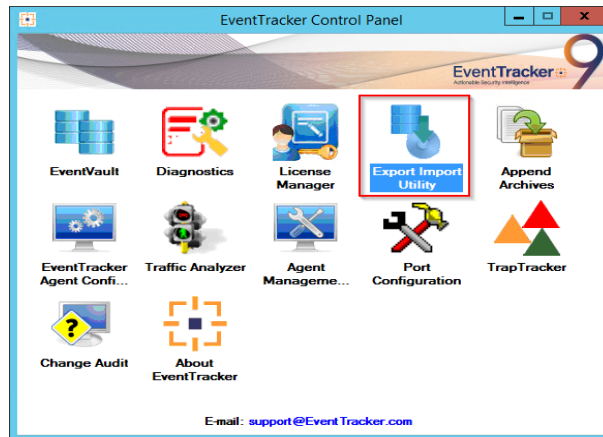 EventTracker Control Panel
EventTracker
Actionable Security Intelligence
9
EventVault
Diagnostics
License
Manager
Export Import
Utility
Append
Archives
EventTracker
Agent Confi...
Traffic Analyzer
Agent
Manageme...
Port
Configuration
TrapTracker
?
Change Audit
About
EventTracker
E-mail: support@EventTracker.com